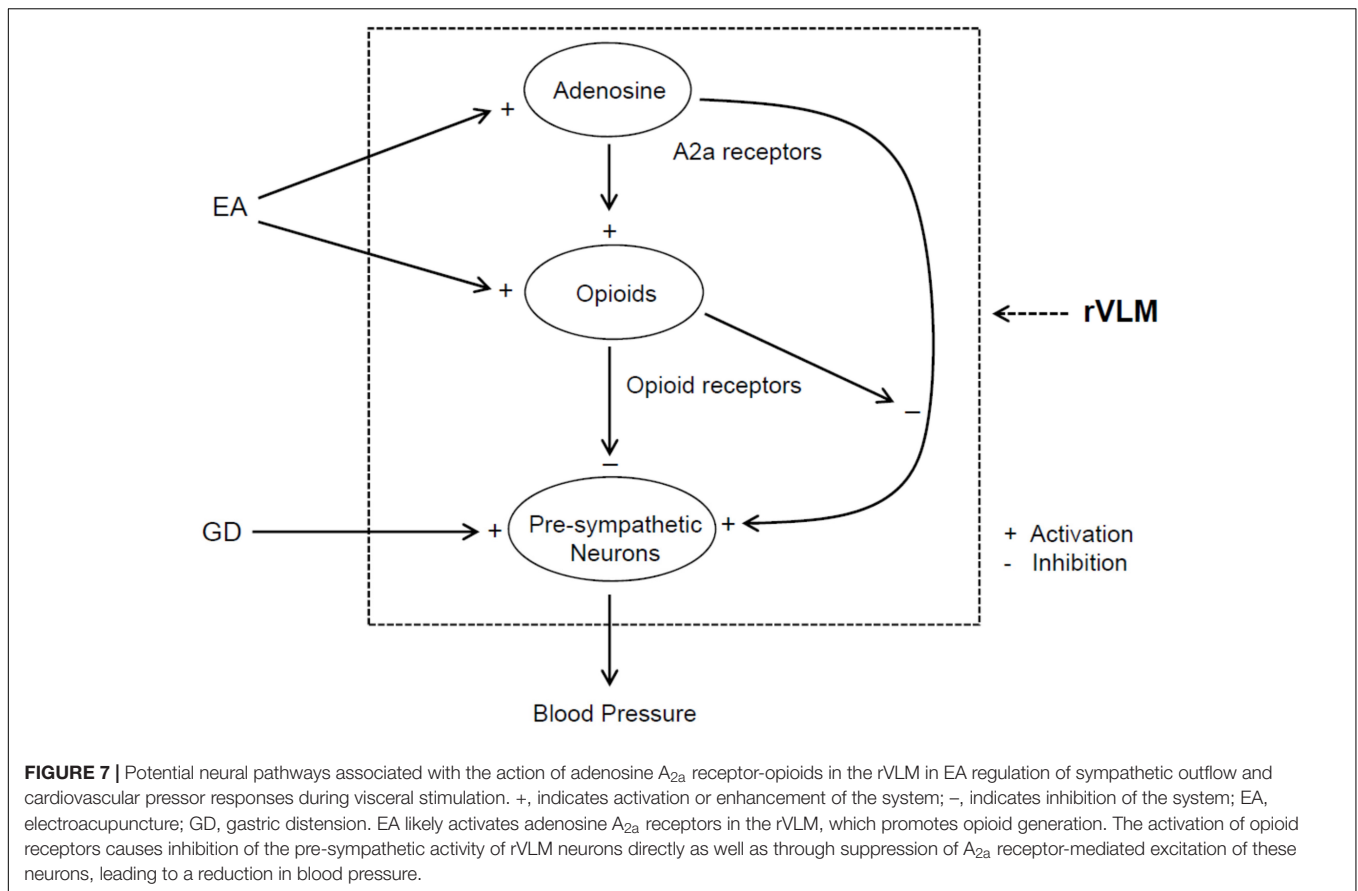 Adenosine
+
A2a receptors
EA
+
+
Opioids
rVLM
Opioid receptors
–
–
GD
+
Pre-sympathetic
Neurons
+
+ Activation
- Inhibition
Blood Pressure
FIGURE 7 | Potential neural pathways associated with the action of adenosine A2a receptor-opioids in the rVLM in EA regulation of sympathetic outflow and
cardiovascular pressor responses during visceral stimulation. +, indicates activation or enhancement of the system; –, indicates inhibition of the system; EA,
electroacupuncture; GD, gastric distension. EA likely activates adenosine A2a receptors in the rVLM, which promotes opioid generation. The activation of opioid
receptors causes inhibition of the pre-sympathetic activity of rVLM neurons directly as well as through suppression of A2a receptor-mediated excitation of these
neurons, leading to a reduction in blood pressure.